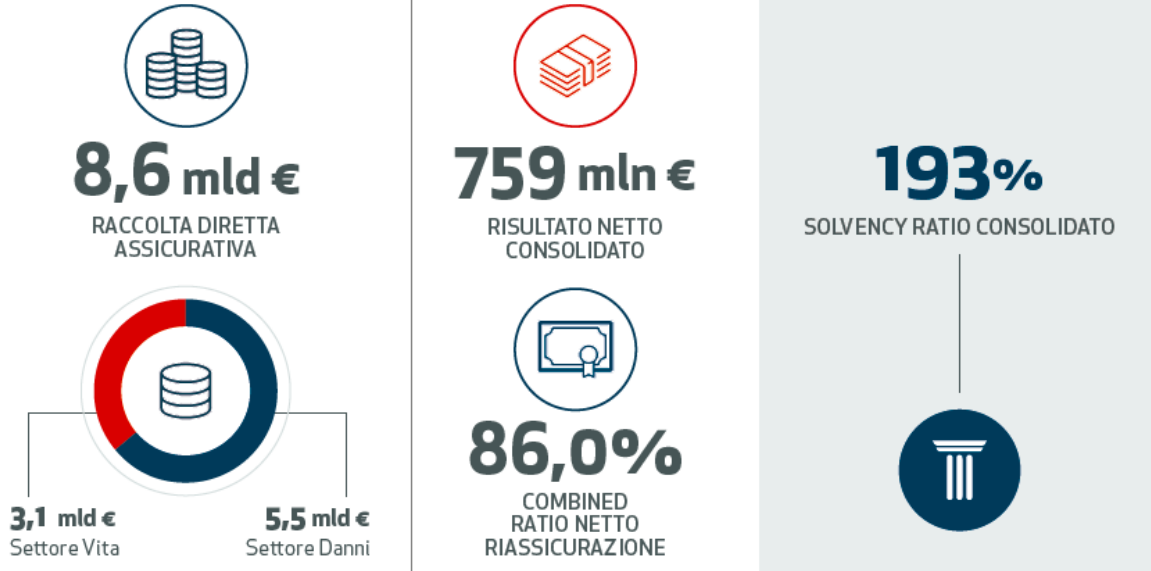 8,6 mld €
RACCOLTA DIRETTA
ASSICURATIVA
3,1 mld €
Settore Vita
5,5 mld €
Settore Danni
759 mln €
RISULTATO NETTO
CONSOLIDATO
86,0%
COMBINED
RATIO NETTO
RIASSICURAZIONE
193%
SOLVENCY RATIO CONSOLIDATO